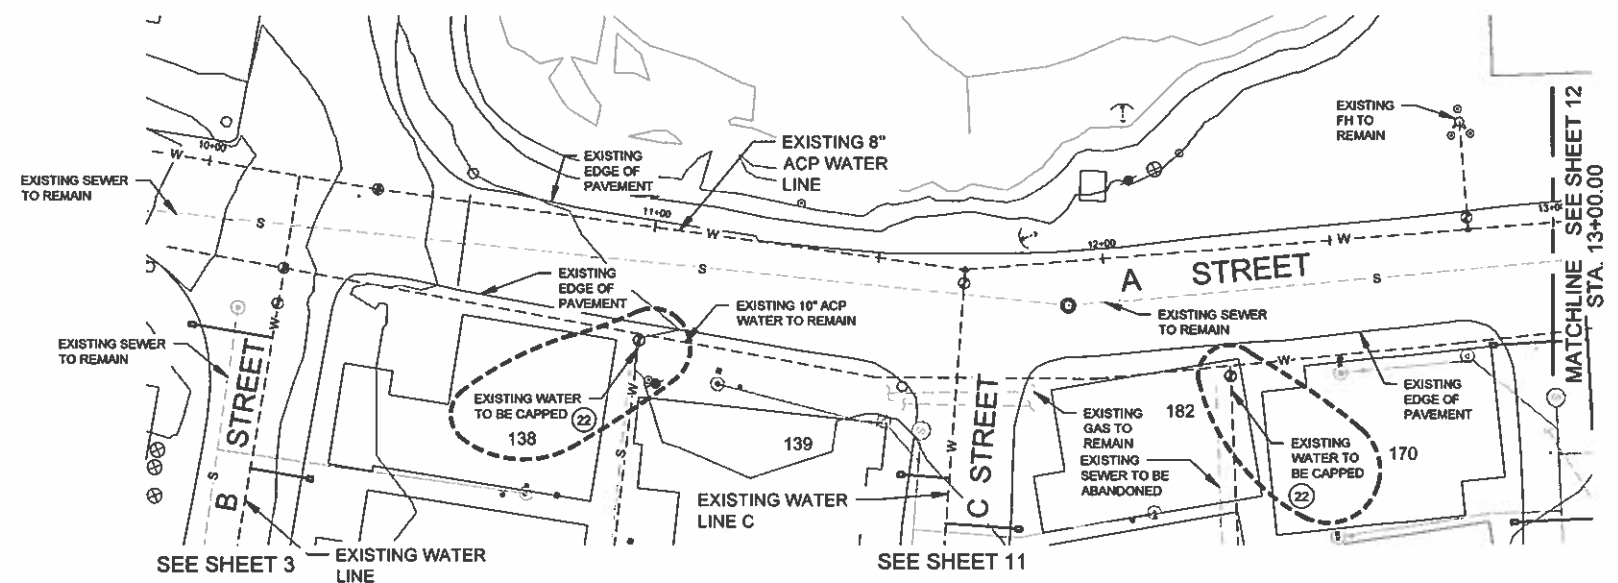 EXISTING SEWER
TO REMAIN
W
10+00
S
EXISTING
EDGE OF
PAVEMENT
11+00
W
EXISTING 8"
ACP WATER
LINE
EXISTING
FH TO
REMAIN
12+00
W
13+00
A STREET
S
S
MATCHLINE SEE SHEET 12
STA. 13+00.00
EXISTING
EDGE OF
PAVEMENT
EXISTING 10" ACP
WATER TO REMAIN
EXISTING SEWER
TO REMAIN
EXISTING SEWER
TO REMAIN
W
B STREET
S
EXISTING WATER
TO BE CAPPED
22
138
W
S
139
W
C STREET
EXISTING
GAS TO
REMAIN
EXISTING
SEWER TO BE
ABANDONED
182
W
EXISTING
WATER TO
BE CAPPED
22
170
EXISTING
EDGE OF
PAVEMENT
EXISTING WATER
LINE C
SEE SHEET 3
EXISTING WATER
LINE
SEE SHEET 11